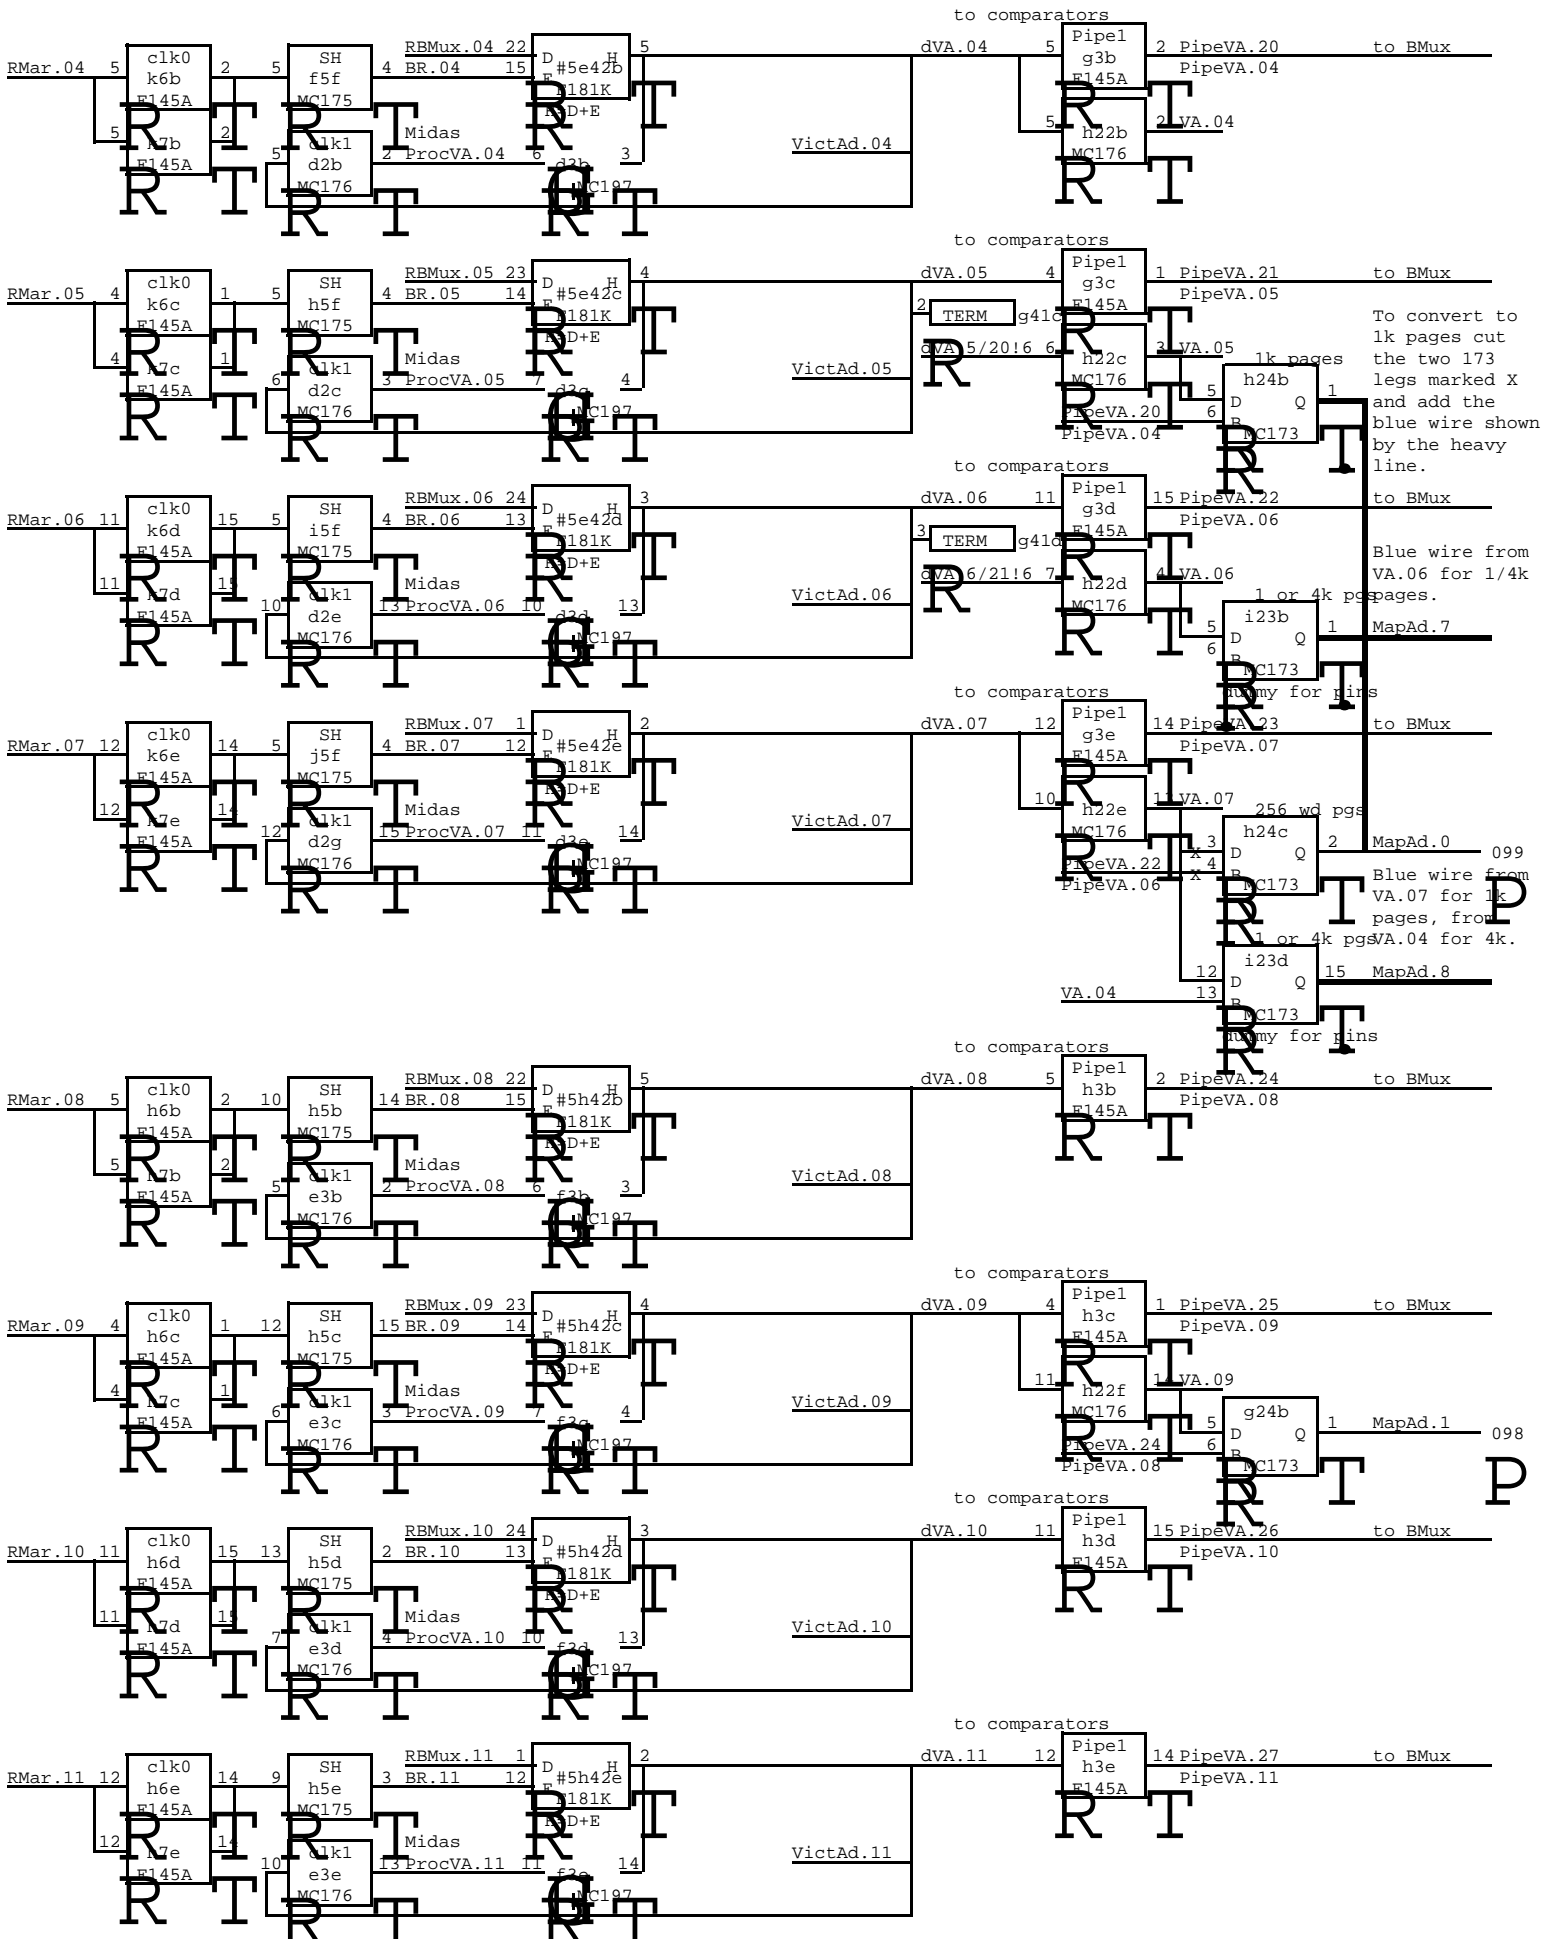 to comparators
RMar.04 5 clk0 k6b F145A 2 5 SH f5f MC175 4 RBMux.04 22 BR.04 15 D H #5e42b F181K 5 dVA.04 5 Pipe1 g3b F145A 2 PipeVA.20 to BMux
PipeVA.04
5 k7b F145A 2 5 clk1 d2b MC176 2 Midas ProcVA.04 6 d3b MC197 3 VictAd.04 5 h22b MC176 2 VA.04
R T R T R T R T
to comparators
RMar.05 4 clk0 k6c F145A 1 5 SH h5f MC175 4 RBMux.05 23 BR.05 14 D H #5e42c F181K 4 dVA.05 4 Pipe1 g3c F145A 1 PipeVA.21 to BMux
PipeVA.05
2 TERM g41c
4 k7c F145A 1 6 clk1 d2c MC176 3 Midas ProcVA.05 7 MC197 4 VictAd.05 dVA 5/20!6 6 h22c MC176 3 VA.05
1k pages
PipeVA.20 PipeVA.04 5 6 h24b D Q MC173 1
To convert to
1k pages cut
the two 173
legs marked X
and add the
blue wire shown
by the heavy
line.
to comparators
RMar.06 11 clk0 k6d F145A 15 5 SH i5f MC175 4 RBMux.06 24 BR.06 13 D H #5e42d F181K 3 dVA.06 11 Pipe1 g3d F145A 15 PipeVA.22 to BMux
PipeVA.06
3 TERM g41d
11 k7d F145A 15 10 clk1 d2e MC176 13 Midas ProcVA.06 10 d3d MC197 13 VictAd.06 dVA 6/21!6 7 h22d MC176 4 VA.06
Blue wire from
VA.06 for 1/4k
pages.
1 or 4k pgs
5 6 i23b D Q MC173 1 MapAd.7
dummy for pins
to comparators
RMar.07 12 clk0 k6e F145A 14 5 SH j5f MC175 4 RBMux.07 1 BR.07 12 D H #5e42e F181K 2 dVA.07 12 Pipe1 g3e F145A 14 PipeVA.23 to BMux
PipeVA.07
12 k7e F145A 14 12 clk1 d2g MC176 15 Midas ProcVA.07 11 d3e MC197 14 VictAd.07 10 h22e MC176 13 VA.07
256 wd pgs
PipeVA.22 PipeVA.06 X 3 X 4 h24c D Q MC173 2 MapAd.0 099
P
Blue wire from
VA.07 for 1k
pages, from
VA.04 for 4k.
1 or 4k pgs
VA.04 12 13 i23d D Q MC173 15 MapAd.8
dummy for pins
to comparators
RMar.08 5 clk0 h6b F145A 2 10 SH h5b MC175 14 RBMux.08 22 BR.08 15 D H #5h42b F181K 5 dVA.08 5 Pipe1 h3b F145A 2 PipeVA.24 to BMux
PipeVA.08
5 h7b F145A 2 5 clk1 e3b MC176 2 Midas ProcVA.08 6 f3b MC197 3 VictAd.08
to comparators
RMar.09 4 clk0 h6c F145A 1 12 SH h5c MC175 15 RBMux.09 23 BR.09 14 D H #5h42c F181K 4 dVA.09 4 Pipe1 h3c F145A 1 PipeVA.25 to BMux
PipeVA.09
4 h7c F145A 1 6 clk1 e3c MC176 3 Midas ProcVA.09 7 MC197 4 VictAd.09 11 h22f MC176 14 VA.09
PipeVA.24 PipeVA.08 5 6 g24b D Q MC173 1 MapAd.1 098
P
to comparators
RMar.10 11 clk0 h6d F145A 15 13 SH h5d MC175 2 RBMux.10 24 BR.10 13 D H #5h42d F181K 3 dVA.10 11 Pipe1 h3d F145A 15 PipeVA.26 to BMux
PipeVA.10
11 h7d F145A 15 7 clk1 e3d MC176 4 Midas ProcVA.10 10 f3d MC197 13 VictAd.10
to comparators
RMar.11 12 clk0 h6e F145A 14 9 SH h5e MC175 3 RBMux.11 1 BR.11 12 D H #5h42e F181K 2 dVA.11 12 Pipe1 h3e F145A 14 PipeVA.27 to BMux
PipeVA.11
12 h7e F145A 14 10 clk1 e3e MC176 13 Midas ProcVA.11 11 f3e MC197 14 VictAd.11